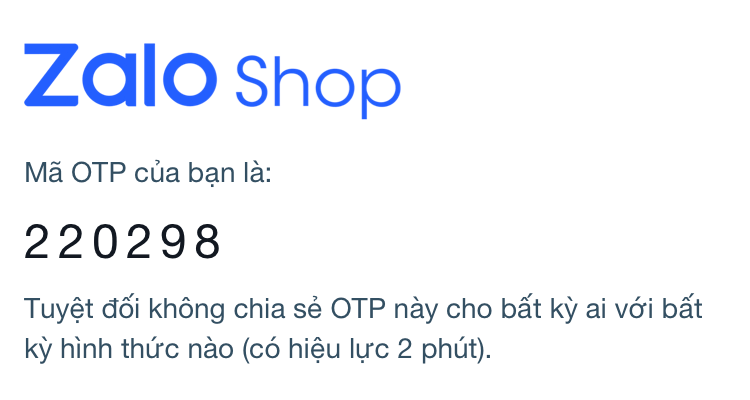 Zalo Shop
Mã OTP của bạn là:
220298
Tuyệt đối không chia sẻ OTP này cho bất kỳ ai với bất
kỳ hình thức nào (có hiệu lực 2 phút).